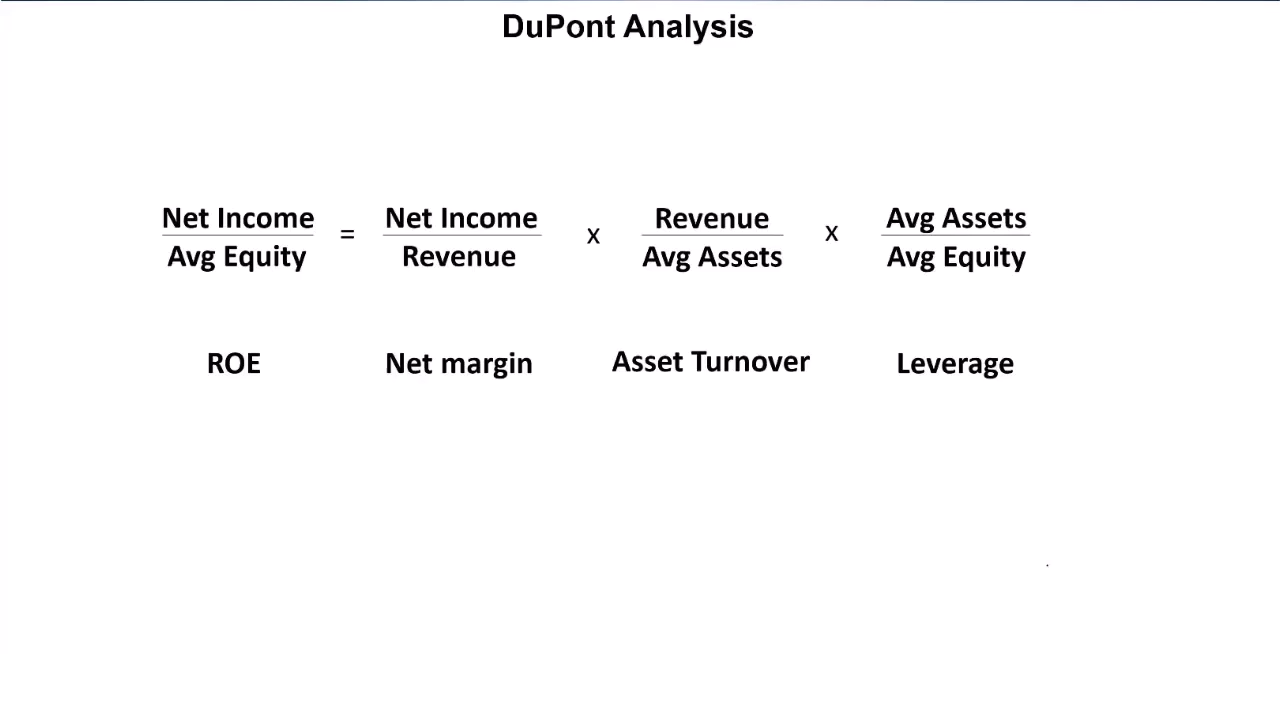 DuPont Analysis
Net Income = Net Income x Revenue x Avg Assets
Avg Equity Revenue Avg Assets Avg Equity
ROE Net margin Asset Turnover Leverage